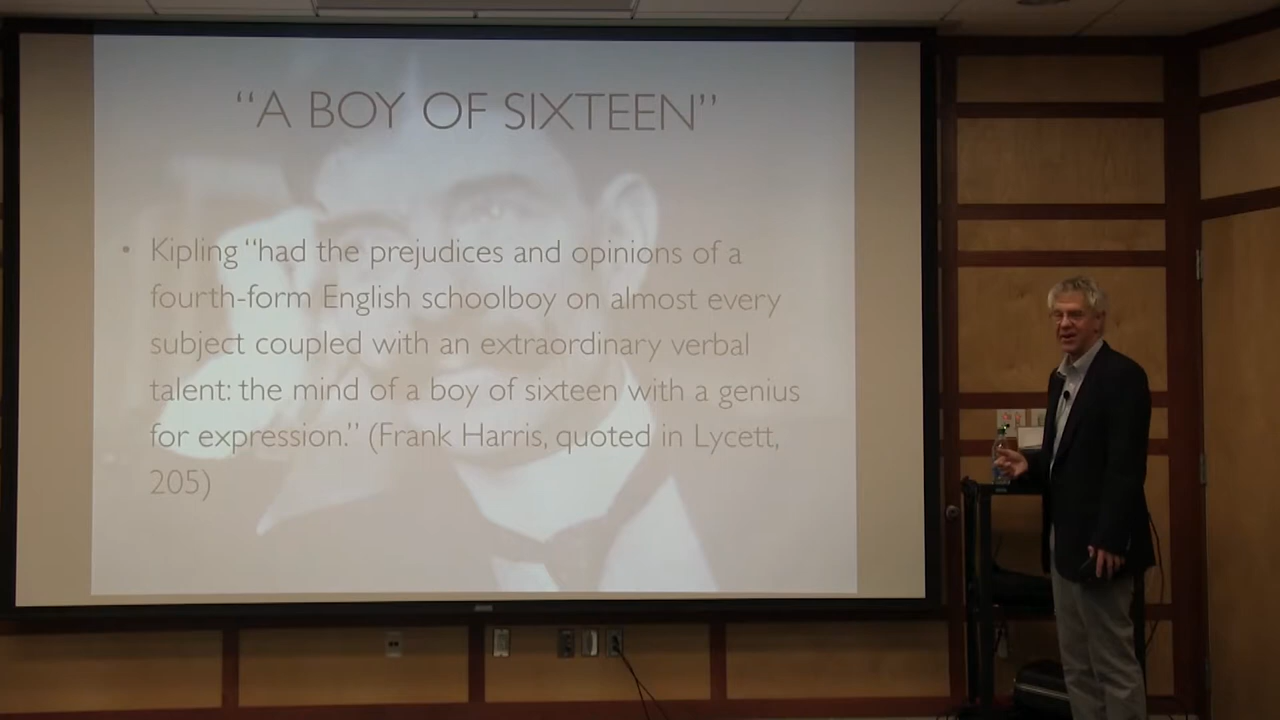 “A BOY OF SIXTEEN”
• Kipling “had the prejudices and opinions of a
fourth-form English schoolboy on almost every
subject coupled with an extraordinary verbal
talent: the mind of a boy of sixteen with a genius
for expression.” (Frank Harris, quoted in Lycett,
205)